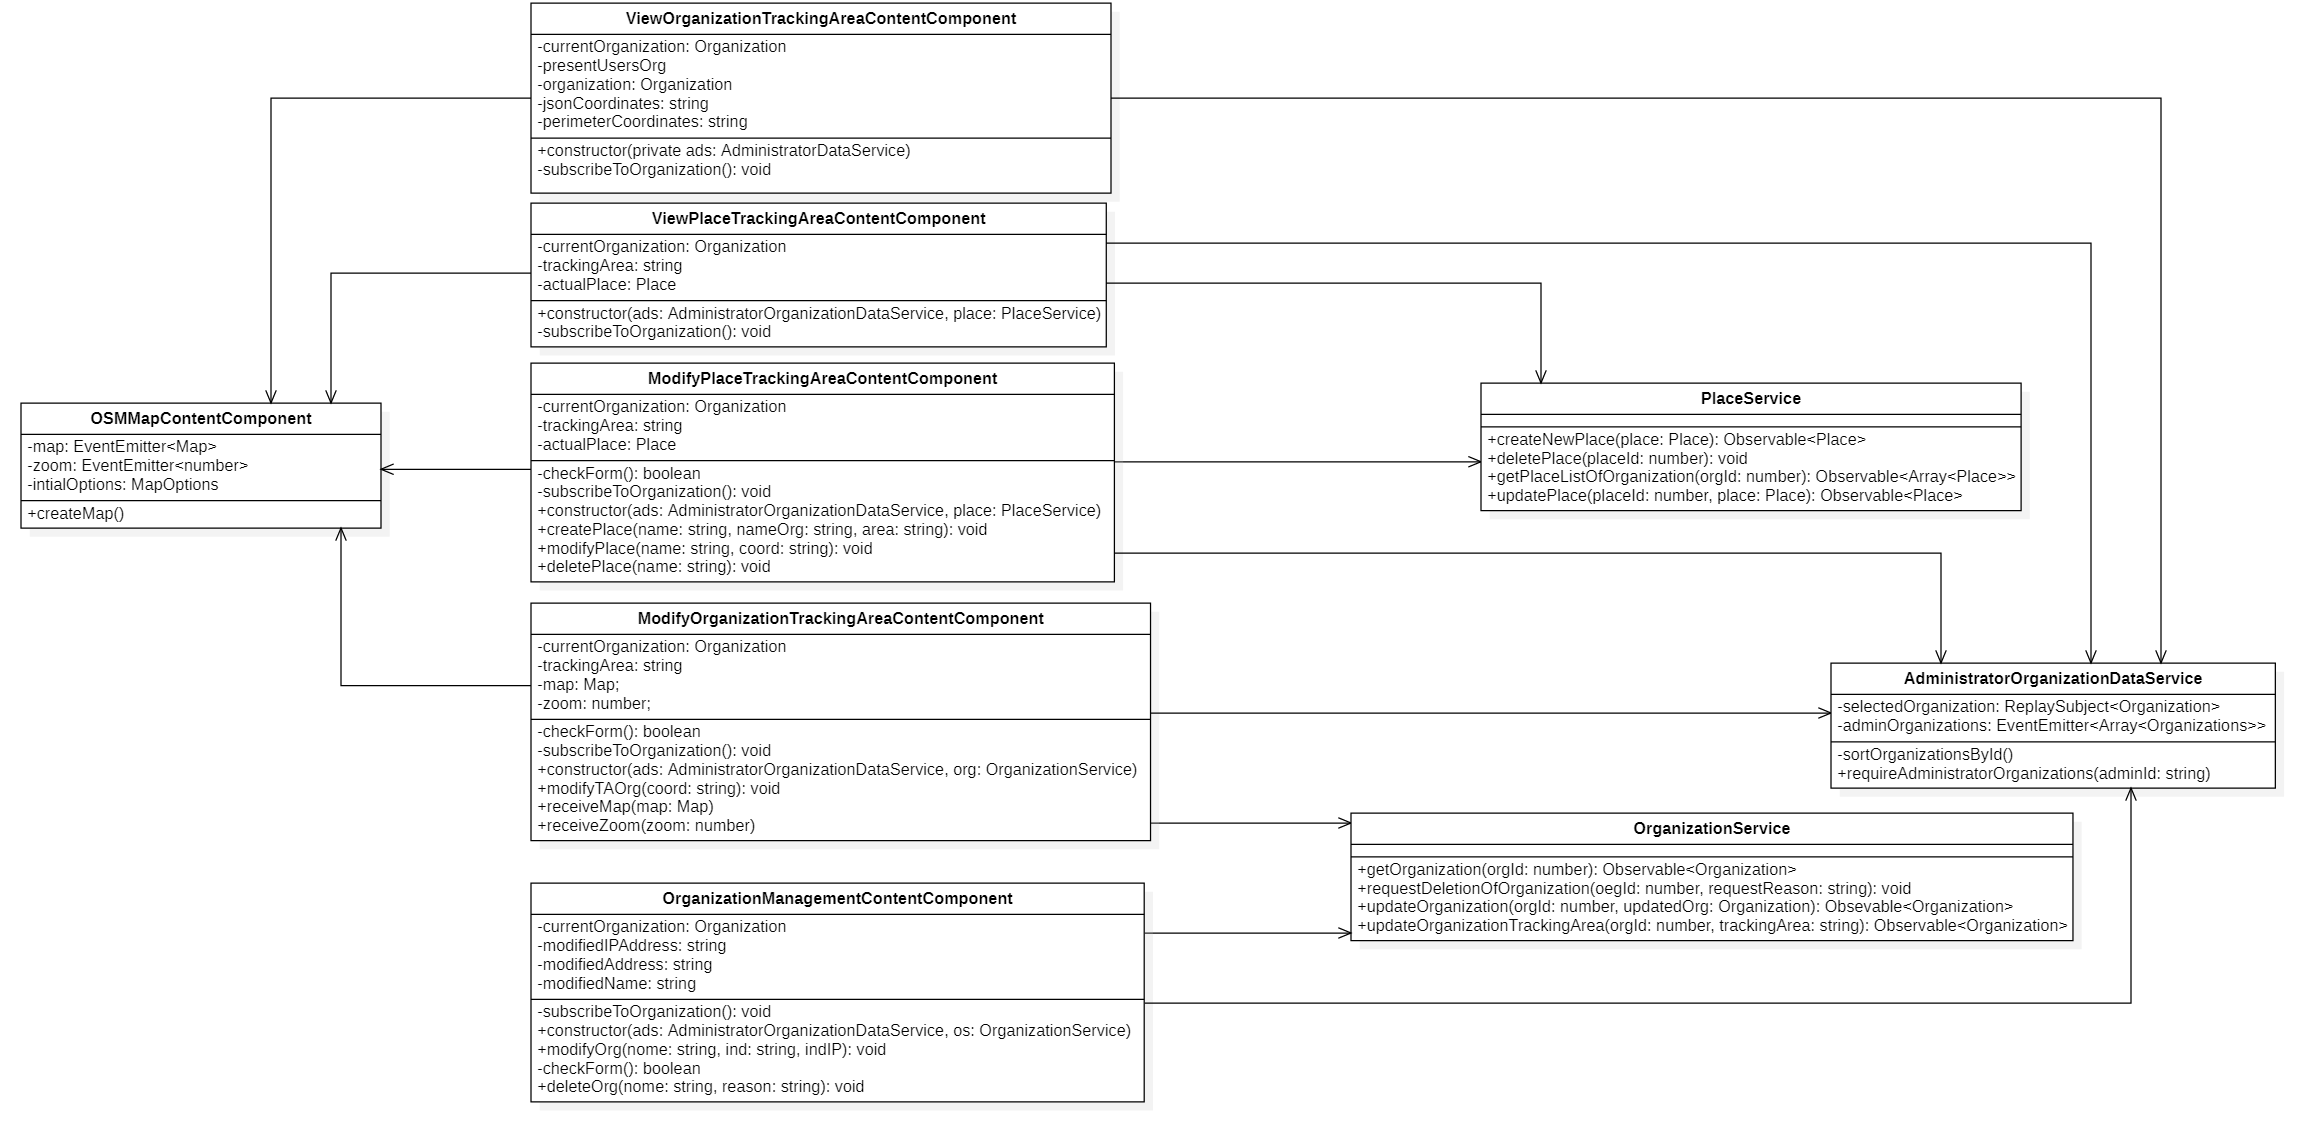 ViewOrganizationTrackingAreaContentComponent
-currentOrganization: Organization
-presentUsersOrg
-organization: Organization
-jsonCoordinates: string
-perimeterCoordinates: string
+constructor(private ads: AdministratorDataService)
-subscribeToOrganization(): void
ViewPlaceTrackingAreaContentComponent
-currentOrganization: Organization
-trackingArea: string
-actualPlace: Place
+constructor(ads: AdministratorOrganizationDataService, place: PlaceService)
-subscribeToOrganization(): void
ModifyPlaceTrackingAreaContentComponent
-currentOrganization: Organization
-trackingArea: string
-actualPlace: Place
-checkForm(): boolean
-subscribeToOrganization(): void
+constructor(ads: AdministratorOrganizationDataService, place: PlaceService)
+createPlace(name: string, nameOrg: string, area: string): void
+modifyPlace(name: string, coord: string): void
+deletePlace(name: string): void
OSMMapContentComponent
-map: EventEmitter<Map>
-zoom: EventEmitter<number>
-intialOptions: MapOptions
+createMap()
PlaceService
+createNewPlace(place: Place): Observable<Place>
+deletePlace(placeId: number): void
+getPlaceListOfOrganization(orgId: number): Observable<Array<Place>>
+updatePlace(placeId: number, place: Place): Observable<Place>
ModifyOrganizationTrackingAreaContentComponent
-currentOrganization: Organization
-trackingArea: string
-map: Map;
-zoom: number;
-checkForm(): boolean
-subscribeToOrganization(): void
+constructor(ads: AdministratorOrganizationDataService, org: OrganizationService)
+modifyTAOrg(coord: string): void
+receiveMap(map: Map)
+receiveZoom(zoom: number)
AdministratorOrganizationDataService
-selectedOrganization: ReplaySubject<Organization>
-adminOrganizations: EventEmitter<Array<Organizations>>
-sortOrganizationsById()
+requireAdministratorOrganizations(adminId: string)
OrganizationService
+getOrganization(orgId: number): Observable<Organization>
+requestDeletionOfOrganization(oegId: number, requestReason: string): void
+updateOrganization(orgId: number, updatedOrg: Organization): Obsevable<Organization>
+updateOrganizationTrackingArea(orgId: number, trackingArea: string): Observable<Organization>
OrganizationManagementContentComponent
-currentOrganization: Organization
-modifiedIPAddress: string
-modifiedAddress: string
-modifiedName: string
-subscribeToOrganization(): void
+constructor(ads: AdministratorOrganizationDataService, os: OrganizationService)
+modifyOrg(nome: string, ind: string, indIP): void
-checkForm(): boolean
+deleteOrg(nome: string, reason: string): void